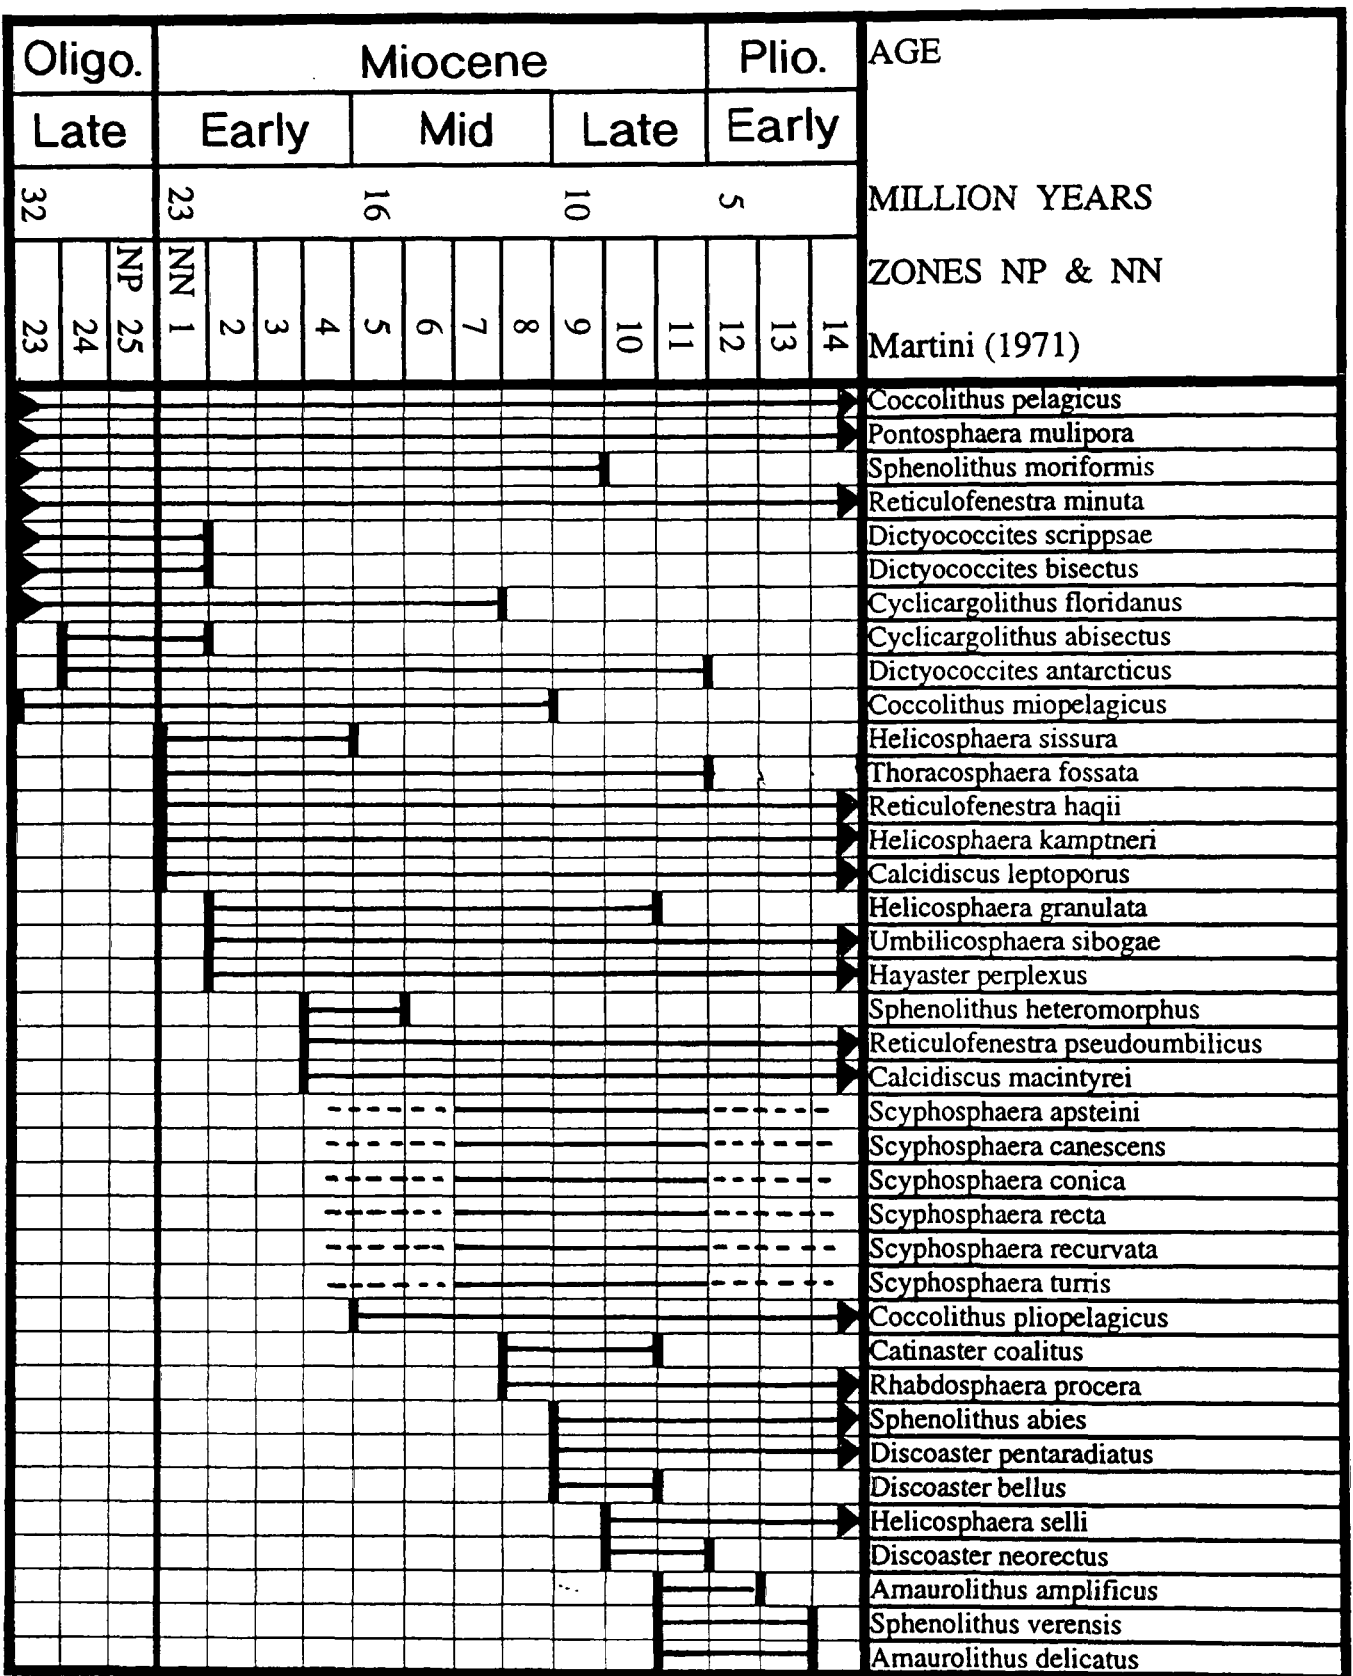 Oligo. Miocene Plio. AGE
Late Early Mid Late Early
32 23 16 10 5 MILLION YEARS
NP NN ZONES NP & NN
23 24 25 1 2 3 4 5 6 7 8 9 10 11 12 13 14 Martini (1971)
Coccolithus pelagicus
Pontosphaera mulipora
Sphenolithus moriformis
Reticulofenestra minuta
Dictyococcites scrippsae
Dictyococcites bisectus
Cyclicargolithus floridanus
Cyclicargolithus abisectus
Dictyococcites antarcticus
Coccolithus miopelagicus
Helicosphaera sissura
Thoracosphaera fossata
Reticulofenestra haqii
Helicosphaera kamptneri
Calcidiscus leptoporus
Helicosphaera granulata
Umbilicosphaera sibogae
Hayaster perplexus
Sphenolithus heteromorphus
Reticulofenestra pseudoumbilicus
Calcidiscus macintyrei
Scyphosphaera apsteini
Scyphosphaera canescens
Scyphosphaera conica
Scyphosphaera recta
Scyphosphaera recurvata
Scyphosphaera turris
Coccolithus pliopelagicus
Catinaster coalitus
Rhabdosphaera procera
Sphenolithus abies
Discoaster pentaradiatus
Discoaster bellus
Helicosphaera selli
Discoaster neorectus
Amaurolithus amplificus
Sphenolithus verensis
Amaurolithus delicatus